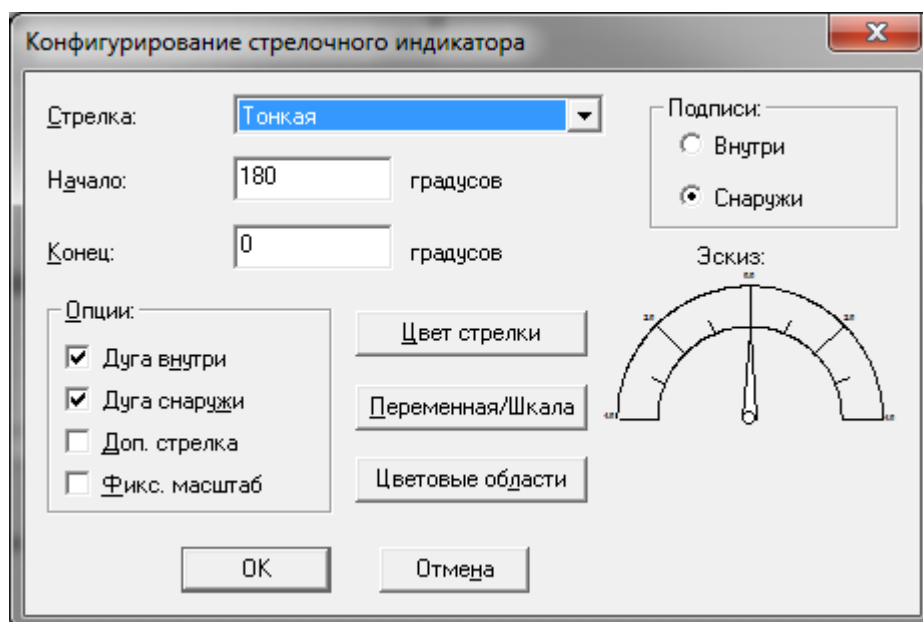 Конфигурирование стрелочного индикатора
Стрелка:
Тонкая
Начало:
180
градусов
Конец:
0
градусов
Подписи:
Внутри
Снаружи
Эскиз:
Опции:
Дуга внутри
Дуга снаружи
Доп. стрелка
Фикс. масштаб
Цвет стрелки
Переменная/Шкала
Цветовые области
OK
Отмена